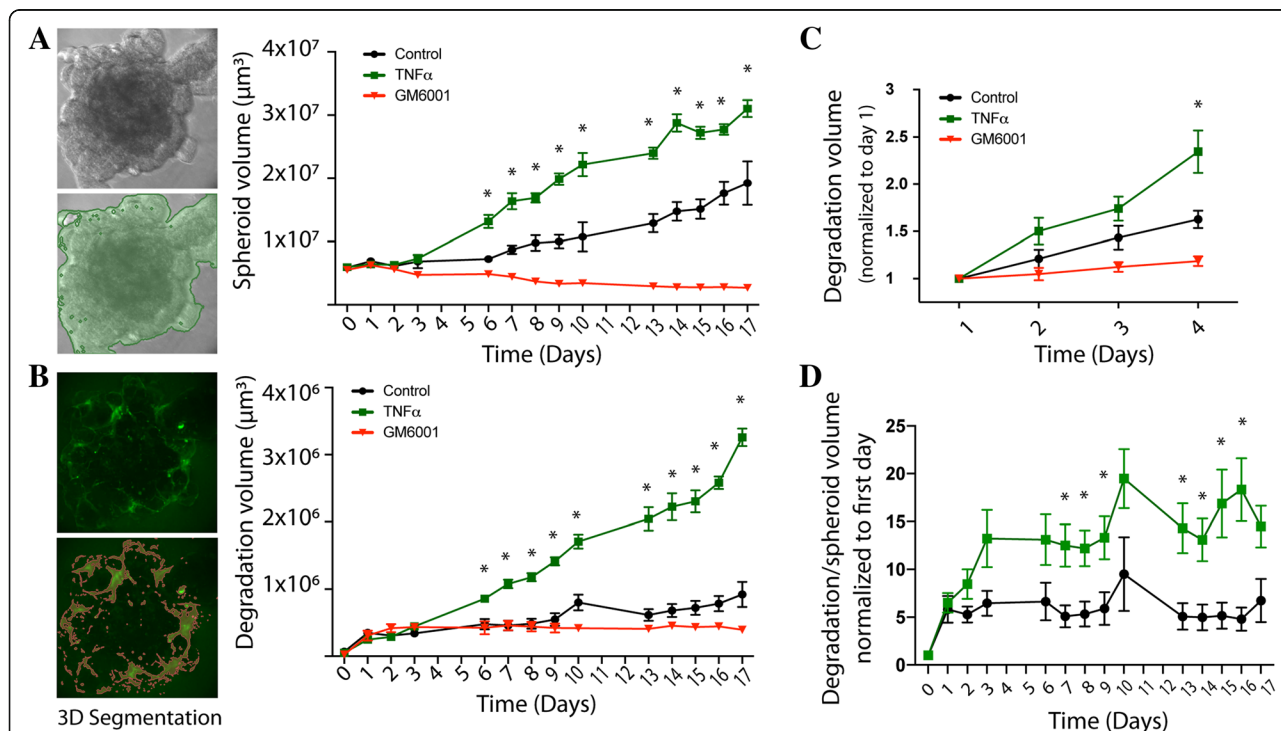 A
Spheroid volume (µm³)
4x10⁷
3x10⁷
2x10⁷
1x10⁷
Control
TNFα
GM6001
* * * * * * * * * *
0 1 2 3 4 5 6 7 8 9 10 11 12 13 14 15 16 17
Time (Days)
B
3D Segmentation
Degradation volume (µm³)
4x10⁶
3x10⁶
2x10⁶
1x10⁶
Control
TNFα
GM6001
* * * * * * * * * *
0 1 2 3 4 5 6 7 8 9 10 11 12 13 14 15 16 17
Time (Days)
C
Degradation volume
(normalized to day 1)
3
2.5
2.0
1.5
1
Control
TNFα
GM6001
*
1 2 3 4
Time (Days)
D
Degradation/spheroid volume
normalized to first day
25
20
15
10
5
0
* * * * * * *
0 1 2 3 4 5 6 7 8 9 10 11 12 13 14 15 16 17
Time (Days)